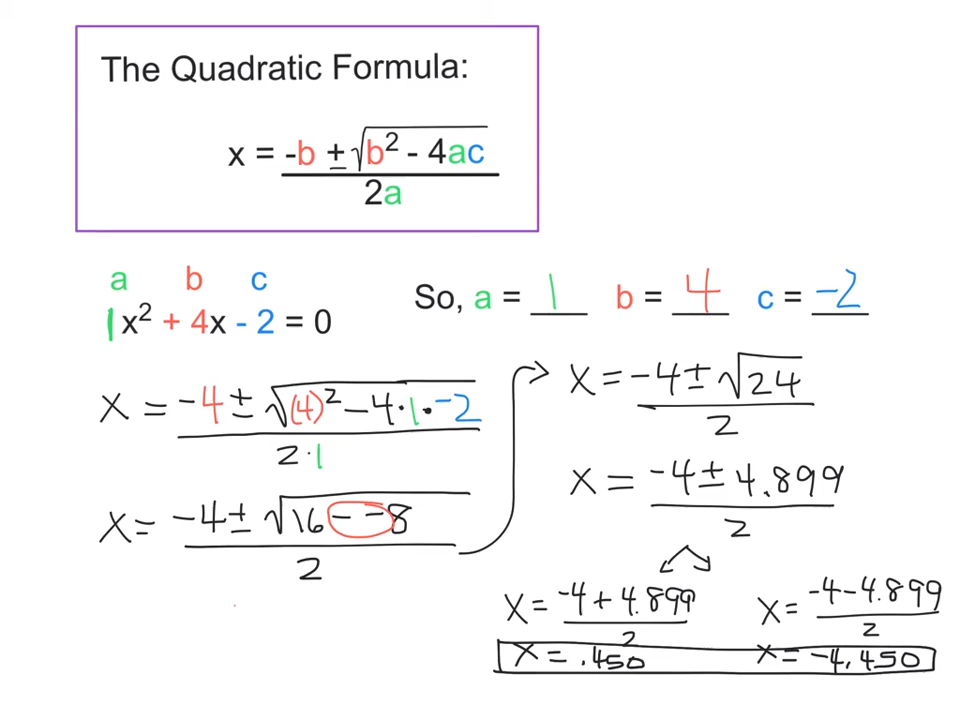 The Quadratic Formula:
x = -b ± √b² - 4ac
2a
a b c
1x² + 4x - 2 = 0
So, a = 1 b = 4 c = -2
x = -4 ± √(4)² - 4·1·-2
2·1
x = -4 ± √16 - -8
2
x = -4 ± √24
2
x = -4 ± 4.899
2
x = -4 + 4.899
2
x = .450
x = -4 - 4.899
2
x = -4.450